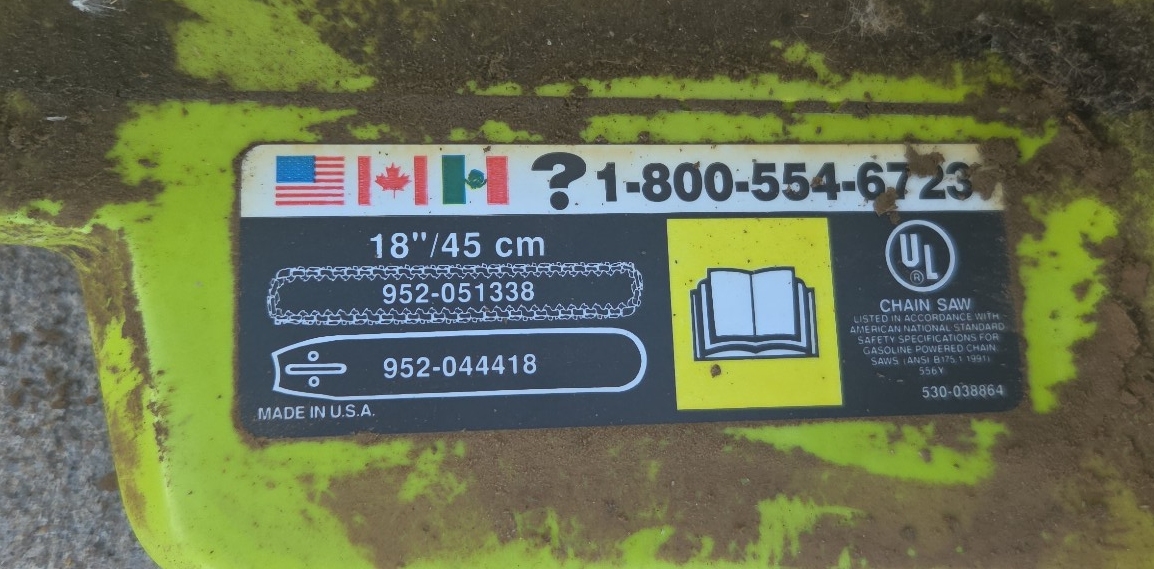 ? 1-800-554-6723
18"/45 cm
952-051338
952-044418
MADE IN U.S.A.
UL
®
CHAIN SAW
LISTED IN ACCORDANCE WITH
AMERICAN NATIONAL STANDARD
SAFETY SPECIFICATIONS FOR
GASOLINE POWERED CHAIN
SAWS. (ANSI B175.1 1991)
556Y
530-038864